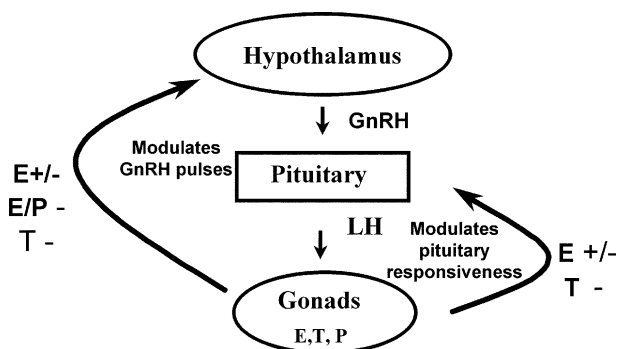 Hypothalamus
GnRH
Modulates
GnRH pulses
Pituitary
E+/-
E/P -
T -
LH
Modulates
pituitary
responsiveness
E +/-
T -
Gonads
E,T, P